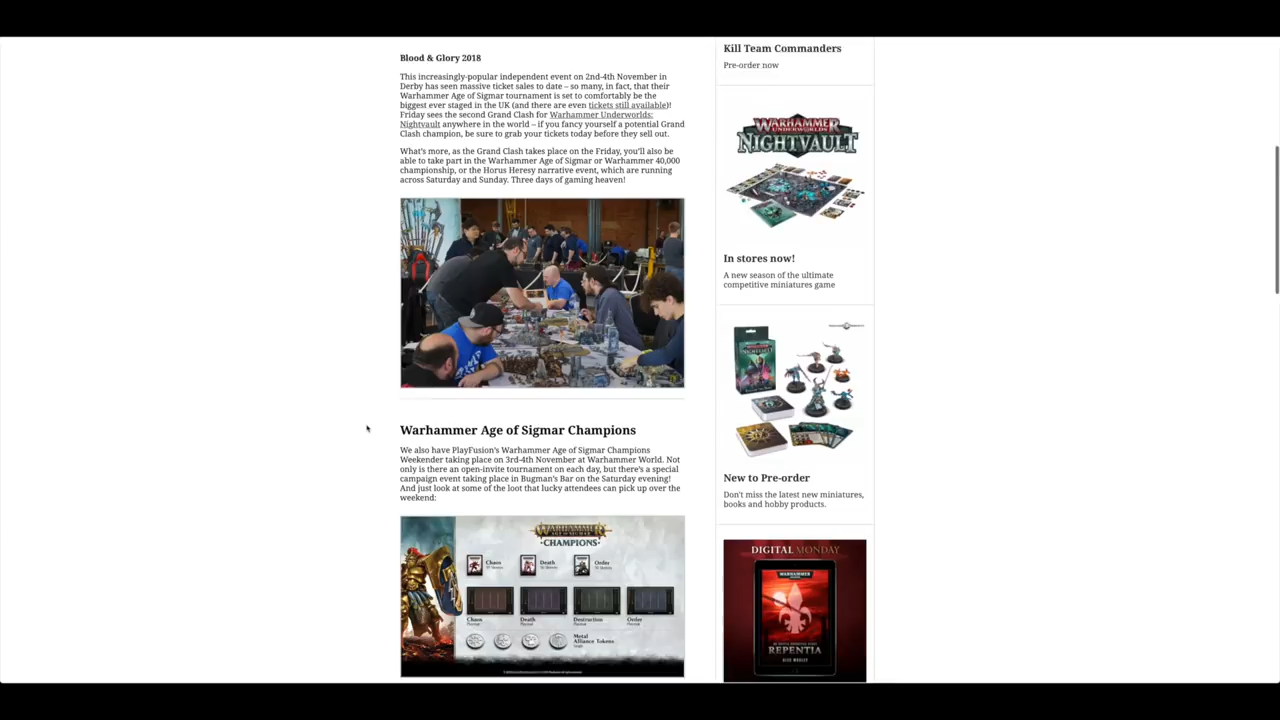 Blood & Glory 2018
This increasingly-popular independent event on 2nd-4th November in
Derby has seen massive ticket sales to date – so many, in fact, that their
Warhammer Age of Sigmar tournament is set to comfortably be the
biggest ever staged in the UK (and there are even tickets still available)!
Friday sees the second Grand Clash for Warhammer Underworlds:
Nightvault anywhere in the world – if you fancy yourself a potential Grand
Clash champion, be sure to grab your tickets today before they sell out.
What's more, as the Grand Clash takes place on the Friday, you'll also be
able to take part in the Warhammer Age of Sigmar or Warhammer 40,000
championship, or the Horus Heresy narrative event, which are running
across Saturday and Sunday. Three days of gaming heaven!
Warhammer Age of Sigmar Champions
We also have PlayFusion's Warhammer Age of Sigmar Champions
Weekender taking place on 3rd-4th November at Warhammer World. Not
only is there an open-invite tournament on each day, but there's a special
campaign event taking place in Bugman's Bar on the Saturday evening!
And just look at some of the loot that lucky attendees can pick up over the
weekend:
WARHAMMER
AGE OF SIGMAR
CHAMPIONS
Chaos
Death
Order
Chaos
Playmat
Death
Playmat
Destruction
Playmat
Order
Playmat
Metal
Alliance Tokens
Kill Team Commanders
Pre-order now
WARHAMMER
UNDERWORLDS
NIGHTVAULT
In stores now!
A new season of the ultimate
competitive miniatures game
NIGHTVAULT
New to Pre-order
Don't miss the latest new miniatures,
books and hobby products.
DIGITAL MONDAY
WARHAMMER
REPENTIA